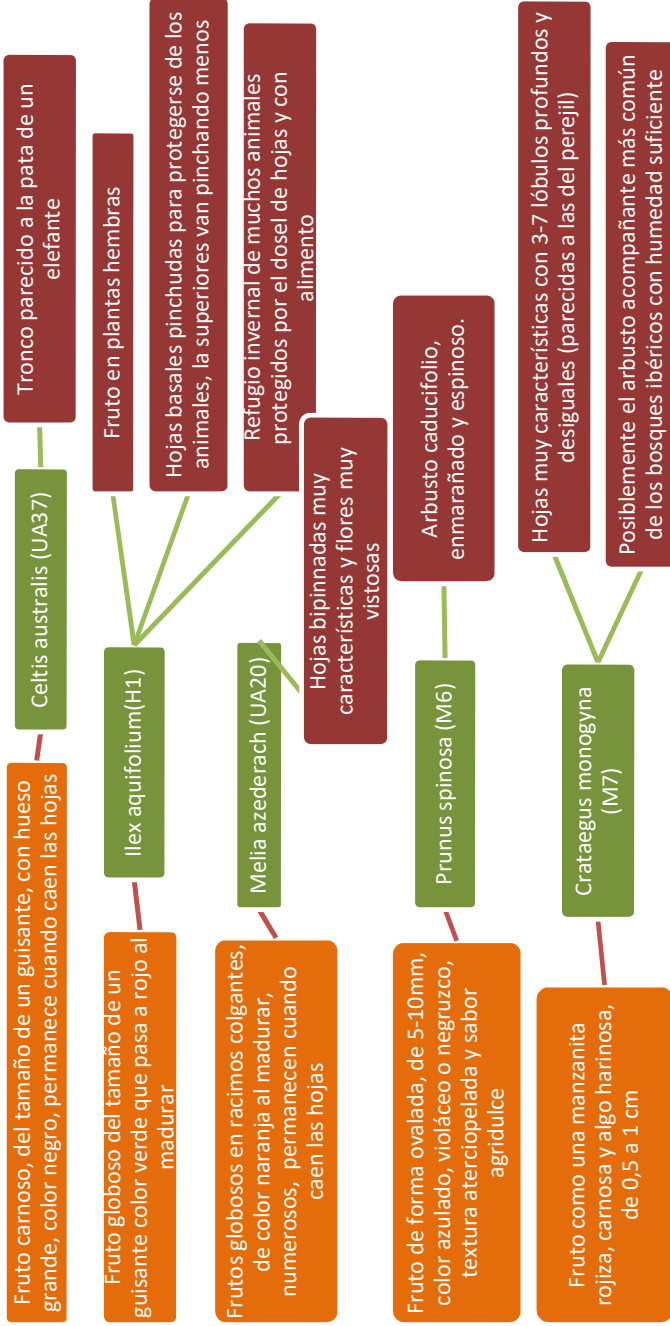 Fruto carnoso, del tamaño de un guisante, con hueso
grande, color negro, permanece cuando caen las hojas
Celtis australis (UA37)
Tronco parecido a la pata de un
elefante
Fruto globoso del tamaño de un
guisante color verde que pasa a rojo al
madurar
Ilex aquifolium(H1)
Fruto en plantas hembras
Hojas basales pinchudas para protegerse de los
animales, la superiores van pinchando menos
Refugio invernal de muchos animales
protegidos por el dosel de hojas y con
alimento
Frutos globosos en racimos colgantes,
de color naranja al madurar,
numerosos, permanecen cuando
caen las hojas
Melia azederach (UA20)
Hojas bipinnadas muy
características y flores muy
vistosas
Fruto de forma ovalada, de 5-10mm,
color azulado, violáceo o negruzco,
textura aterciopelada y sabor
agridulce
Prunus spinosa (M6)
Arbusto caducifolio,
enmarañado y espinoso.
Fruto como una manzanita
rojiza, carnosa y algo harinosa,
de 0,5 a 1 cm
Crataegus monogyna
(M7)
Hojas muy características con 3-7 lóbulos profundos y
desiguales (parecidas a las del perejil)
Posiblemente el arbusto acompañante más común
de los bosques ibéricos con humedad suficiente